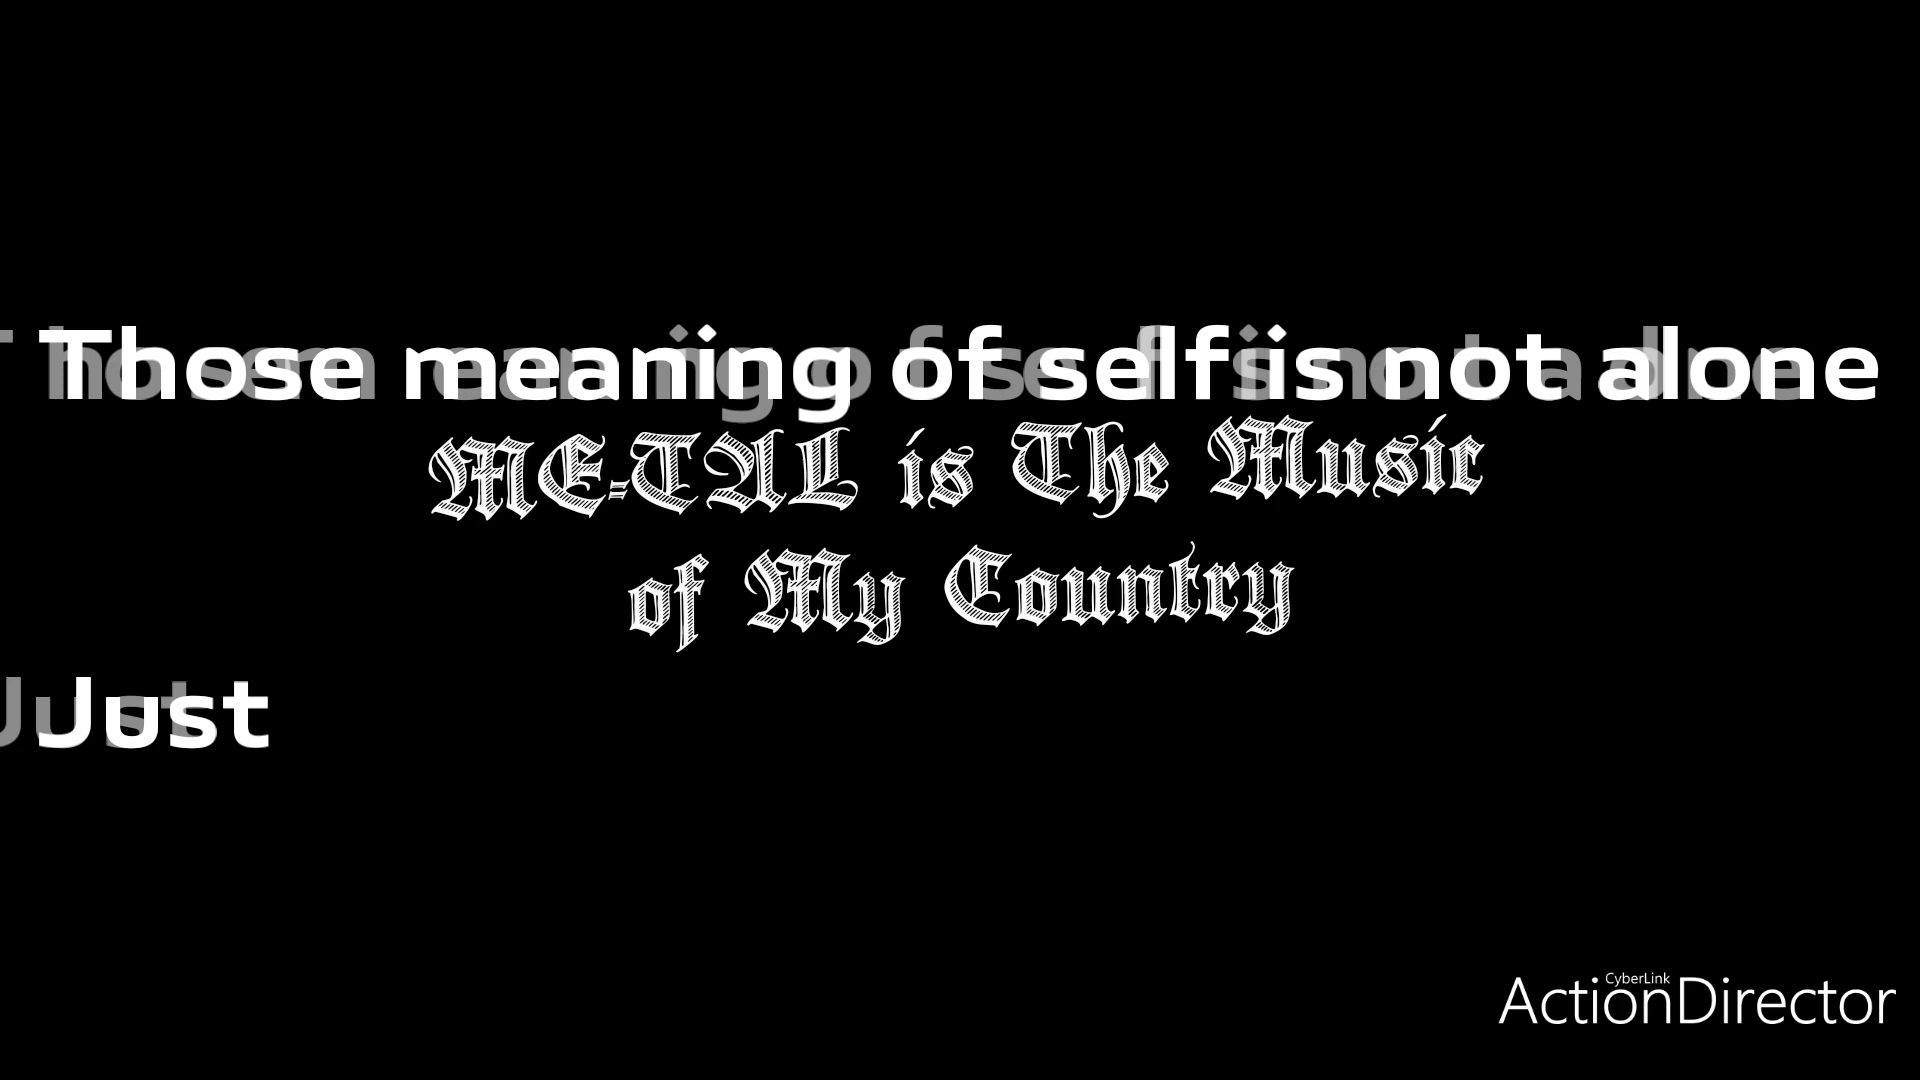 Those meaning of self is not alone
ME-TAL is The Music
of My Country
Just
CyberLink
ActionDirector